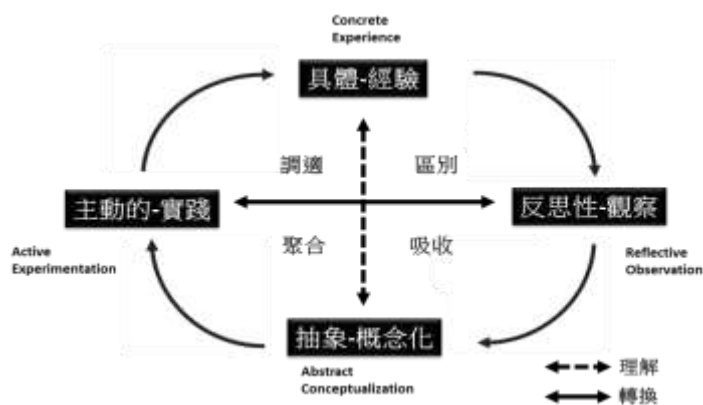 Concrete
Experience
具體-經驗
調適
區別
主動的-實踐
反思性-觀察
Active
Experimentation
聚合
吸收
Reflective
Observation
抽象-概念化
Abstract
Conceptualization
理解
轉換